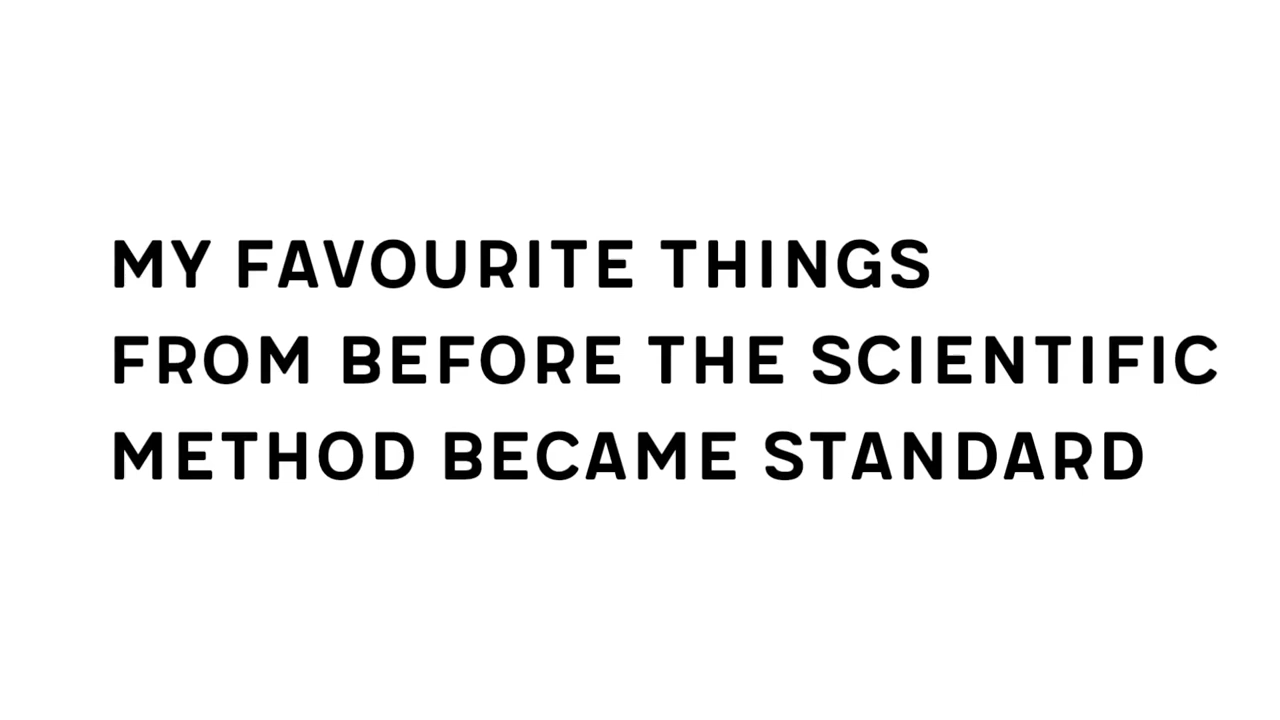 MY FAVOURITE THINGS
FROM BEFORE THE SCIENTIFIC
METHOD BECAME STANDARD